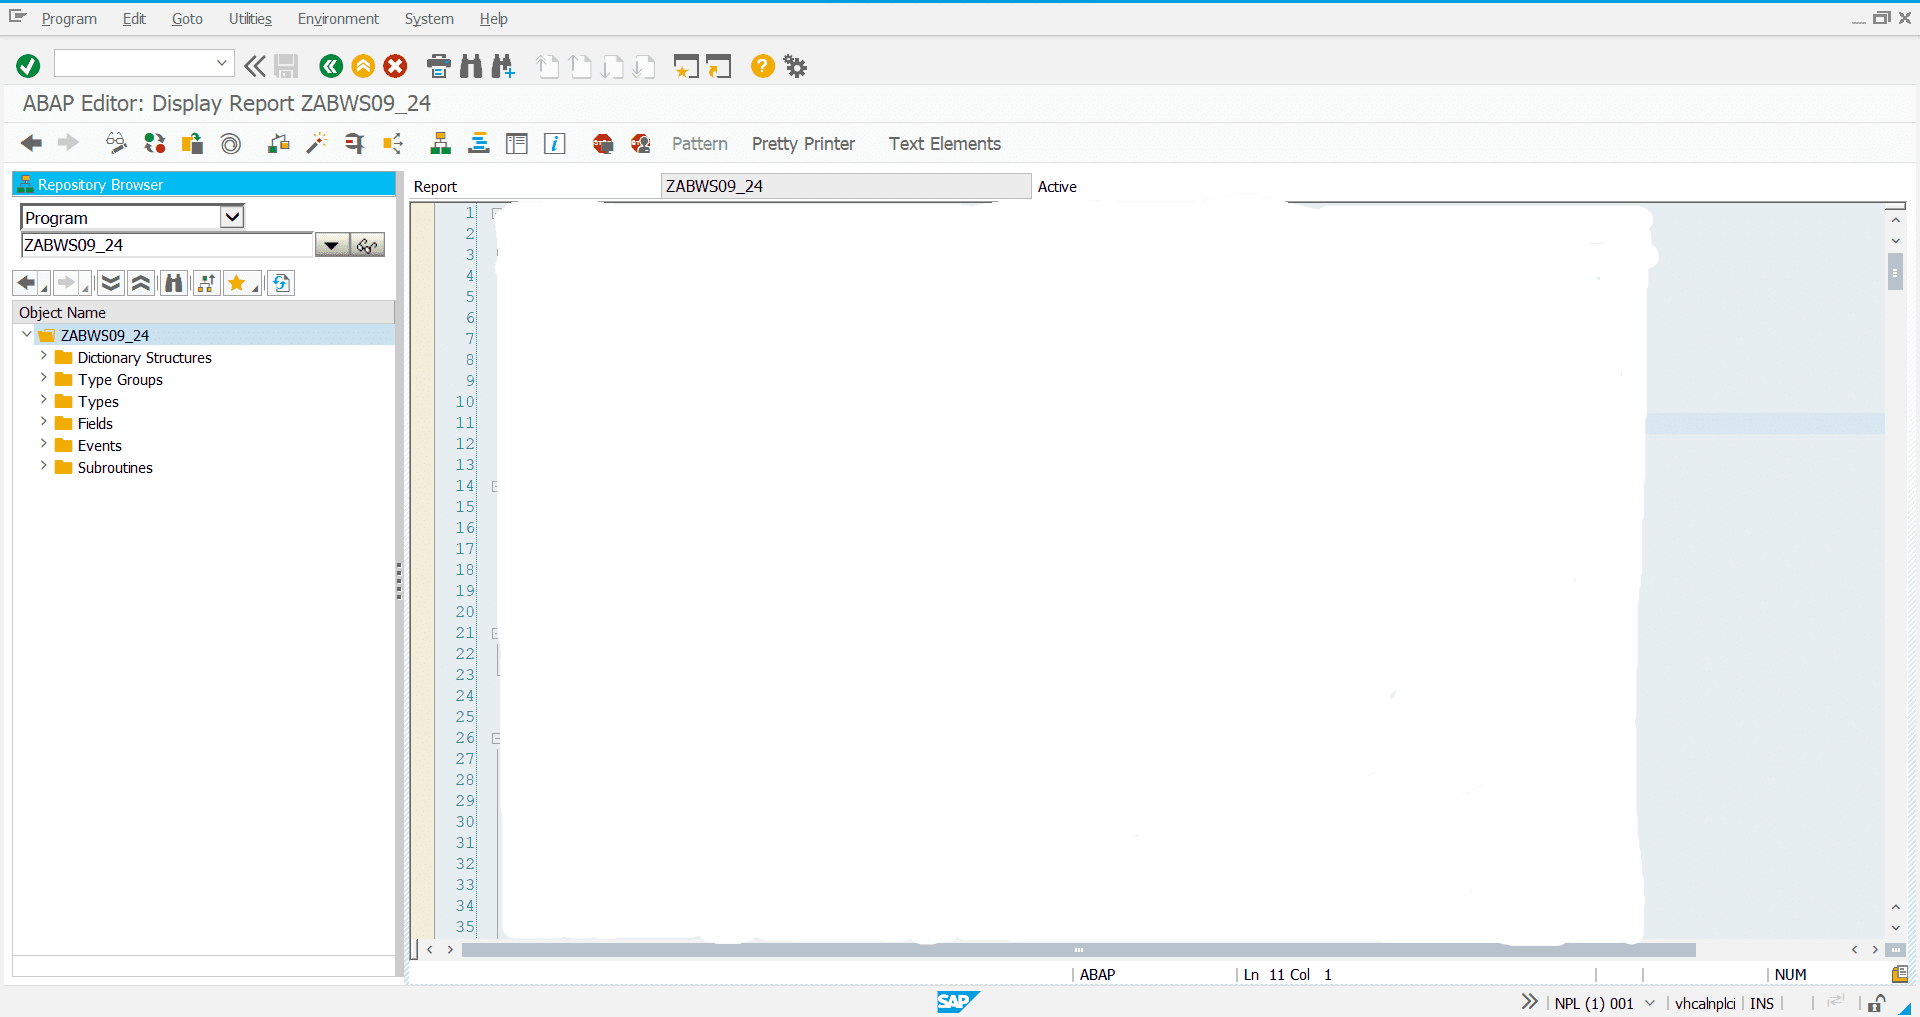 Program Edit Goto Utilities Environment System Help
ABAP Editor: Display Report ZABWS09_24
Pattern Pretty Printer Text Elements
Repository Browser
Program
ZABWS09_24
Object Name
ZABWS09_24
Dictionary Structures
Type Groups
Types
Fields
Events
Subroutines
Report ZABWS09_24 Active
1
2
3
4
5
6
7
8
9
10
11
12
13
14
15
16
17
18
19
20
21
22
23
24
25
26
27
28
29
30
31
32
33
34
35
ABAP Ln 11 Col 1 NUM
SAP NPL (1) 001 vhcalnplci INS